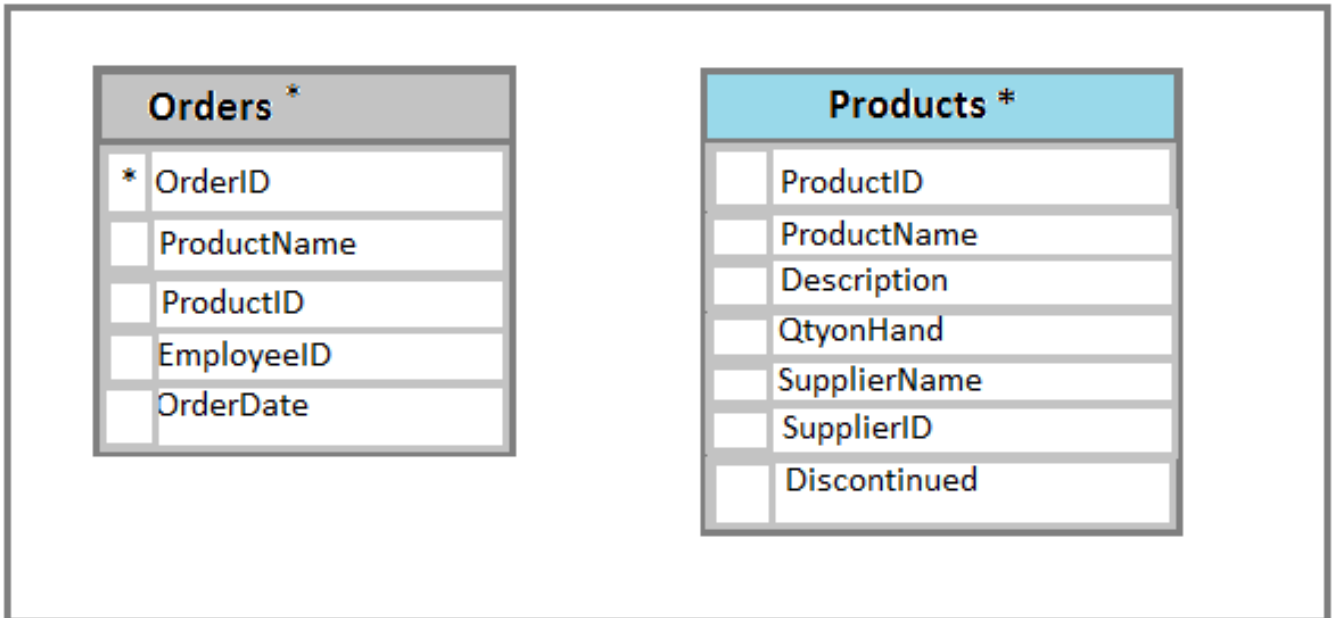 Orders *
* OrderID
ProductName
ProductID
EmployeeID
OrderDate
Products *
ProductID
ProductName
Description
QtyonHand
SupplierName
SupplierID
Discontinued